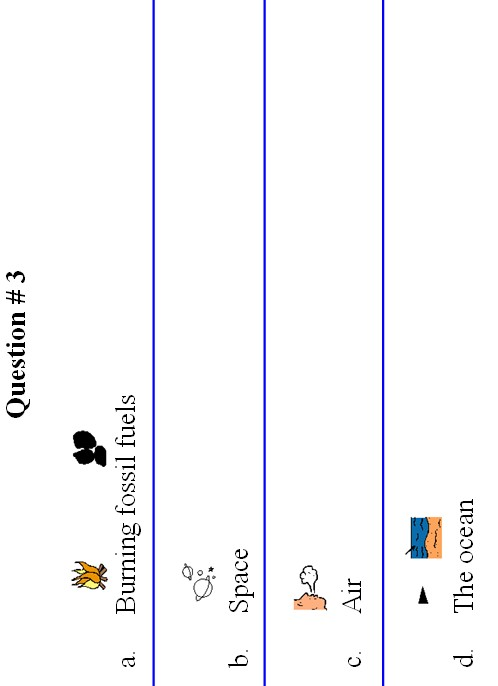 Question # 3
a. Burning fossil fuels
b. Space
c. Air
d. The ocean